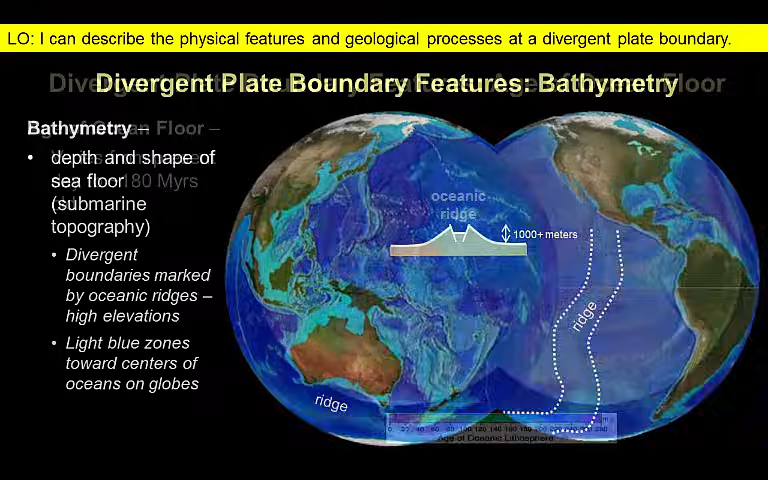 LO: I can describe the physical features and geological processes at a divergent plate boundary.
Divergent Plate Boundary Features: Bathymetry
Bathymetry –
• depth and shape of
sea floor
(submarine
topography)
• Divergent
boundaries marked
by oceanic ridges –
high elevations
• Light blue zones
toward centers of
oceans on globes
oceanic
ridge
1000+ meters
ridge
ridge
Age of Oceanic Lithosphere